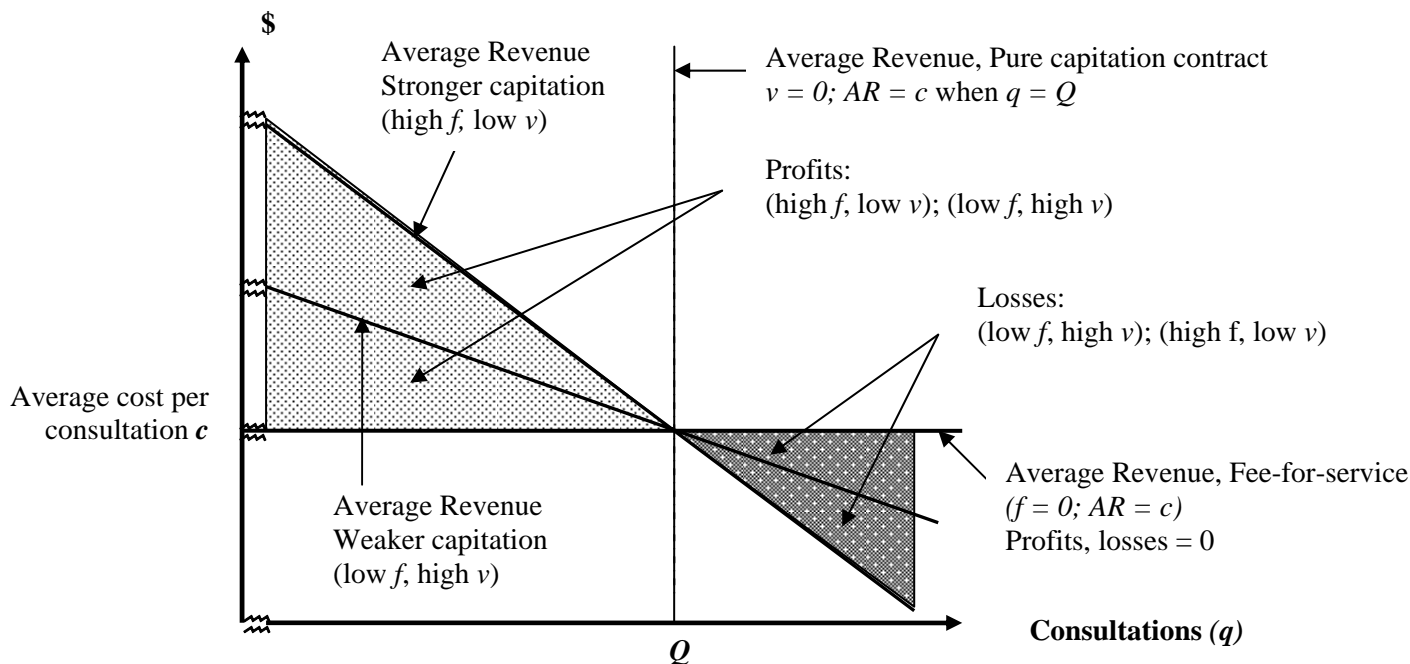 $
Average Revenue
Stronger capitation
(high f, low v)
Average Revenue, Pure capitation contract
v = 0; AR = c when q = Q
Profits:
(high f, low v); (low f, high v)
Losses:
(low f, high v); (high f, low v)
Average cost per
consultation c
Average Revenue
Weaker capitation
(low f, high v)
Average Revenue, Fee-for-service
(f = 0; AR = c)
Profits, losses = 0
Consultations (q)
Q